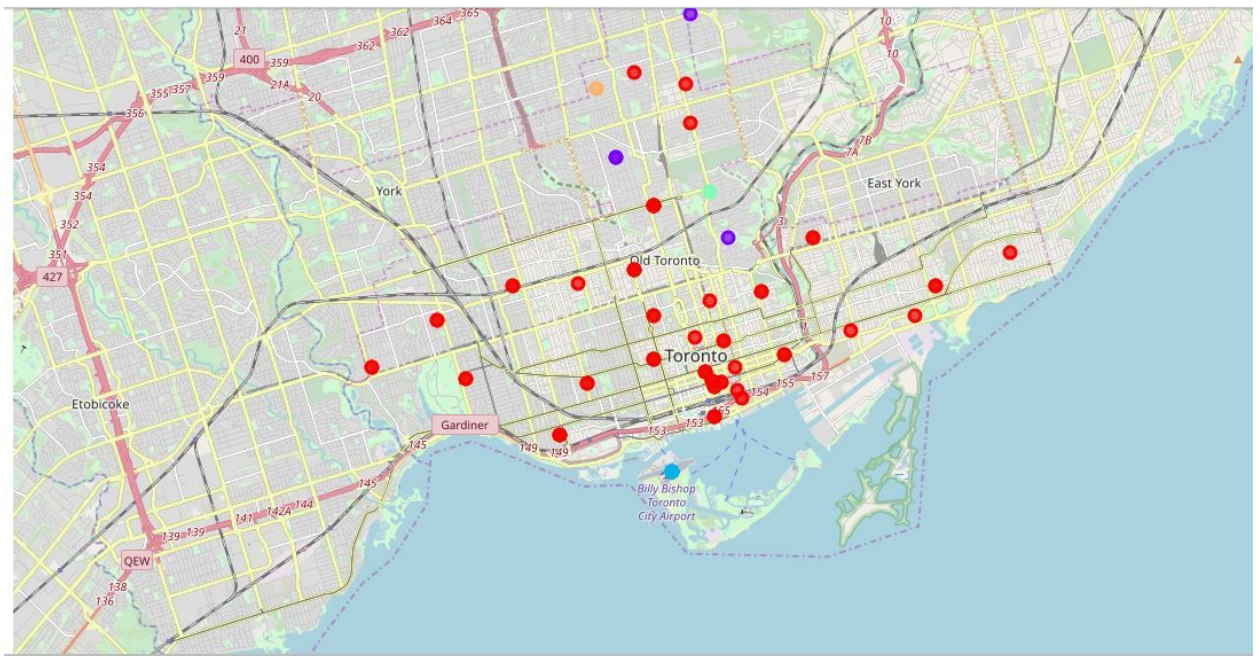 364
365
21
10
362
362
400
359
10
359
21A
355
357
20
356
7B
354
7A
York
East York
354
352
3
351
Old Toronto
427
1
Toronto
Etobicoke
157
155
154
155
Gardiner
153
153
145
149
149
145
Billy Bishop
Toronto
City Airport
144
142A
141
139
139
QEW
138
136